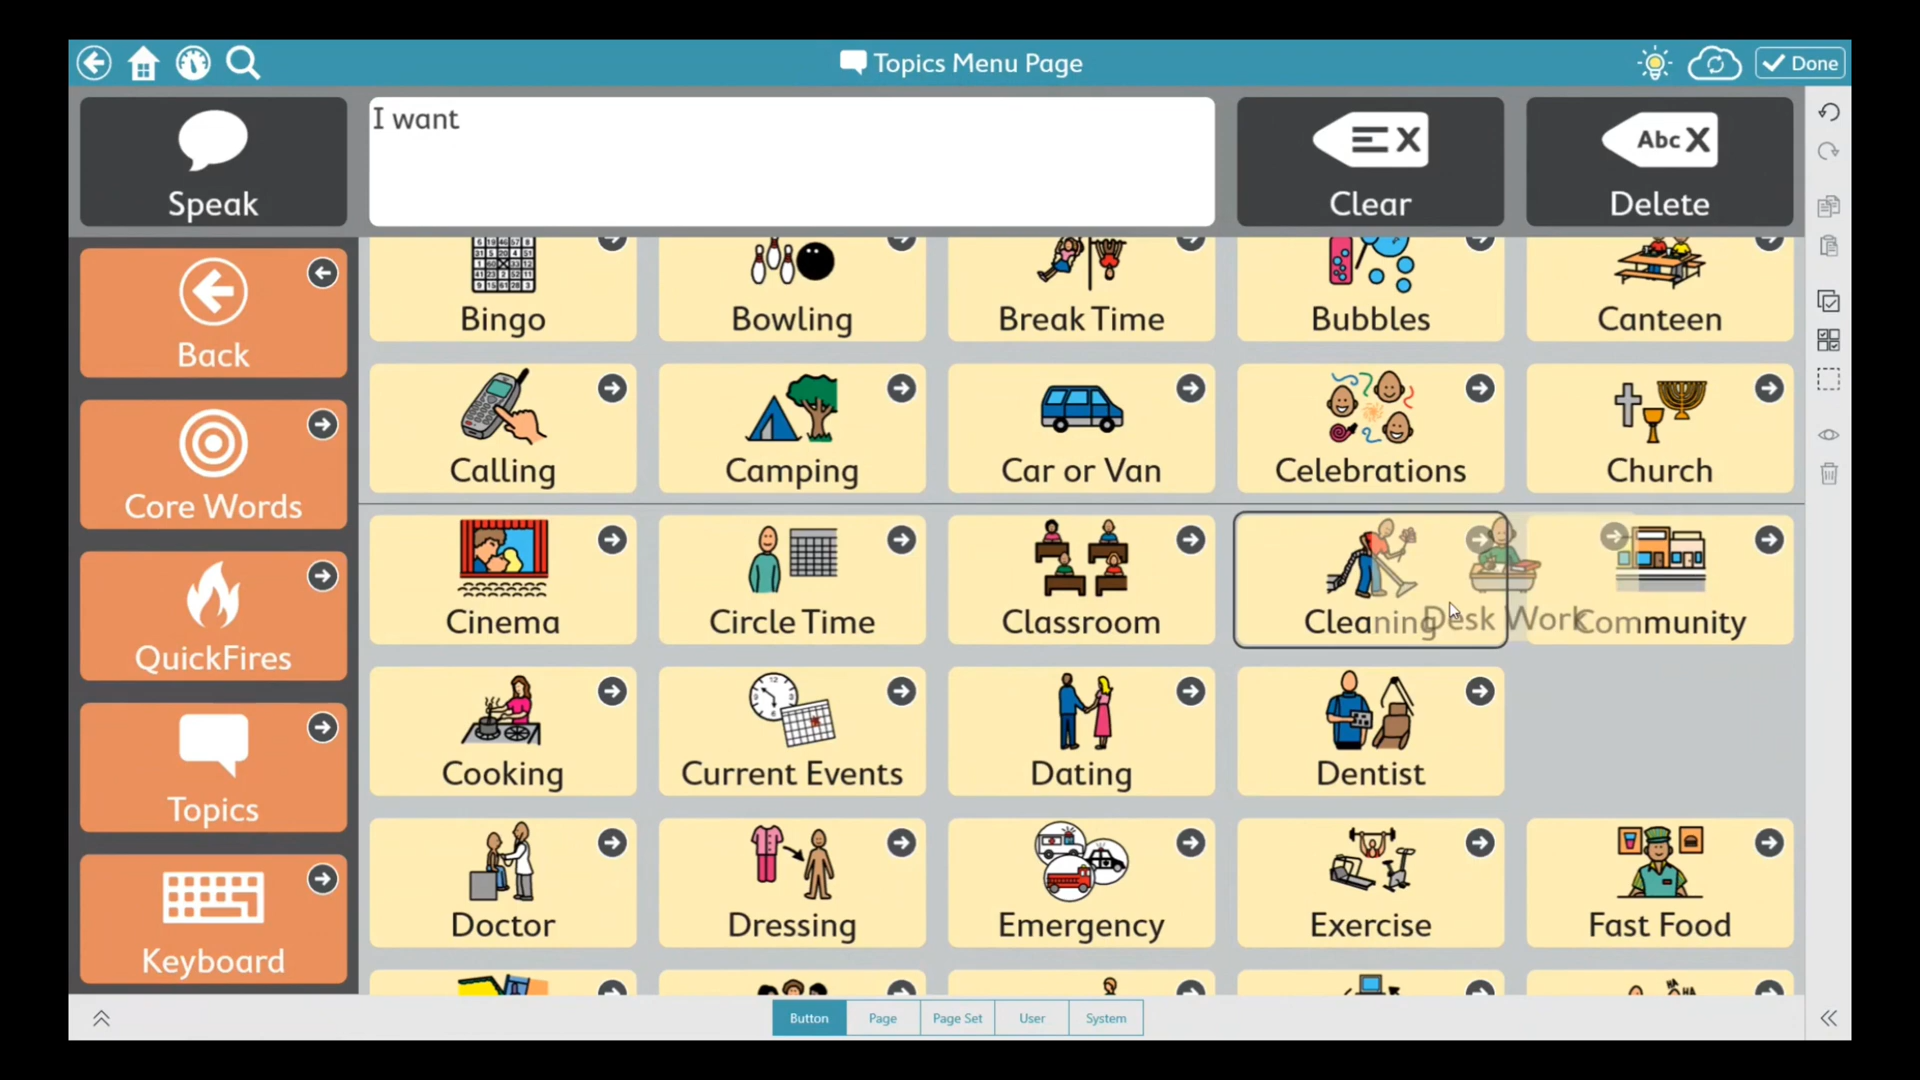 Topics Menu Page
Done
Speak
I want
Clear
Abc X
Delete
Back
Core Words
QuickFires
Topics
Keyboard
Bingo
Bowling
Break Time
Bubbles
Canteen
Calling
Camping
Car or Van
Celebrations
Church
Cinema
Circle Time
Classroom
Cleaning
Desk Work
Community
Cooking
Current Events
Dating
Dentist
Doctor
Dressing
Emergency
Exercise
Fast Food
Button
Page
Page Set
User
System